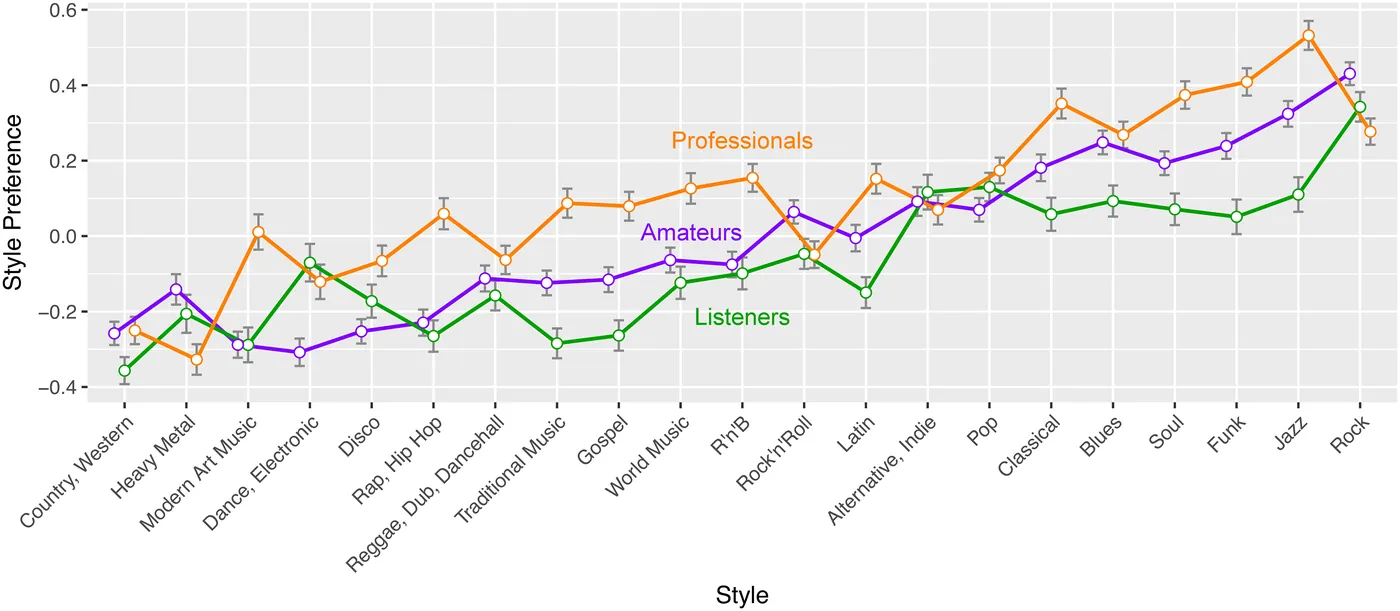 0.6
0.4
0.2
0.0
−0.2
−0.4
Style Preference
Professionals
Amateurs
Listeners
Country, Western
Heavy Metal
Modern Art Music
Dance, Electronic
Disco
Rap, Hip Hop
Reggae, Dub, Dancehall
Traditional Music
Gospel
World Music
R'n'B
Rock'n'Roll
Latin
Alternative, Indie
Pop
Classical
Blues
Soul
Funk
Jazz
Rock
Style